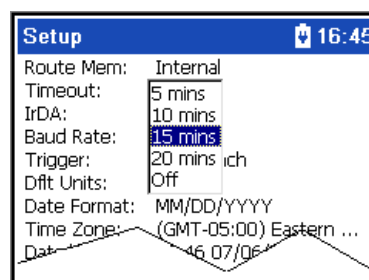 Setup 16:45
Route Mem: Internal
Timeout: 5 mins
IrDA: 10 mins
Baud Rate: 15 mins
Trigger: 20 mins
Dflt Units: Off
Date Format: MM/DD/YYYY
Time Zone: (GMT-05:00) Eastern ...